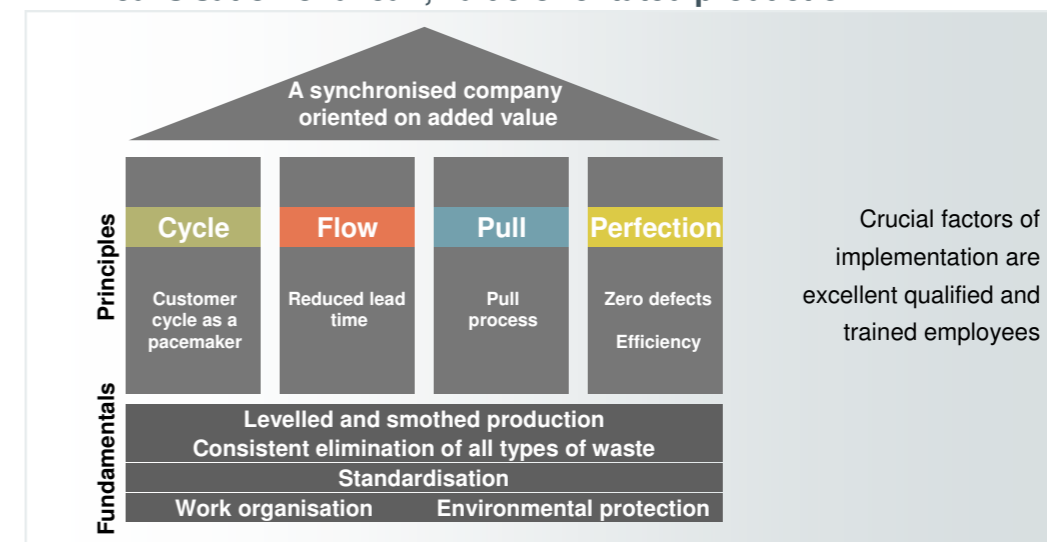 A synchronised company
oriented on added value
Principles
Cycle
Flow
Pull
Perfection
Customer
cycle as a
pacemaker
Reduced lead
time
Pull
process
Zero defects
Efficiency
Crucial factors of
implementation are
excellent qualified and
trained employees
Fundamentals
Levelled and smothed production
Consistent elimination of all types of waste
Standardisation
Work organisation
Environmental protection